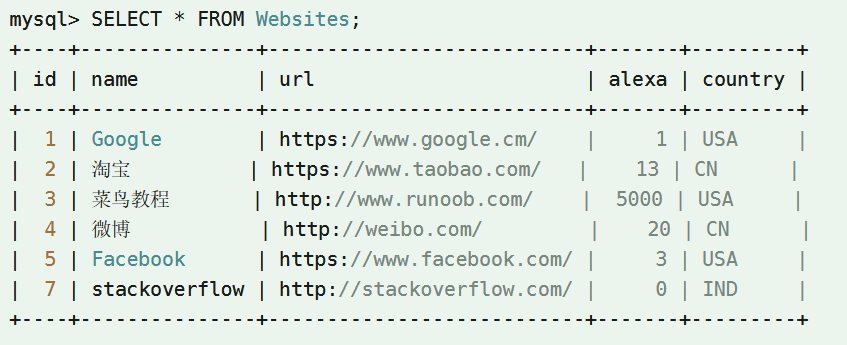 mysql> SELECT * FROM Websites;
+----+---------------+---------------------------+-------+---------+
| id | name          | url                       | alexa | country |
+----+---------------+---------------------------+-------+---------+
|  1 | Google        | https://www.google.cm/    |     1 | USA     |
|  2 | 淘宝          | https://www.taobao.com/   |    13 | CN      |
|  3 | 菜鸟教程       | http://www.runoob.com/    |  5000 | USA     |
|  4 | 微博           | http://weibo.com/         |    20 | CN      |
|  5 | Facebook      | https://www.facebook.com/ |     3 | USA     |
|  7 | stackoverflow | http://stackoverflow.com/ |     0 | IND     |
+----+---------------+---------------------------+-------+---------+